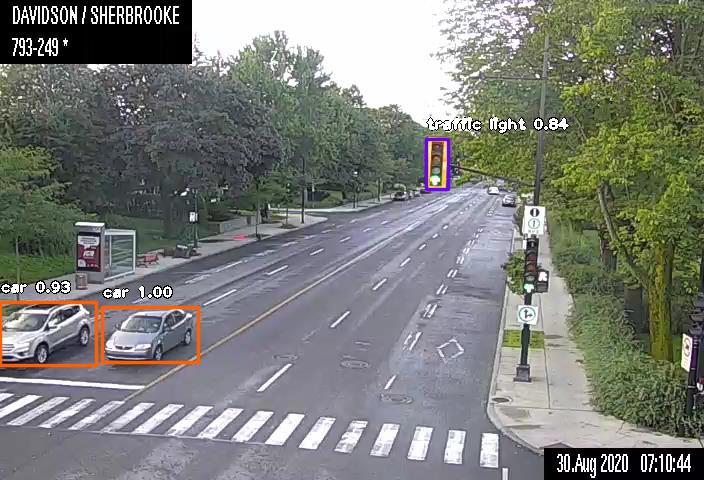 DAVIDSON / SHERBROOKE
793-249 *
traffic light 0.84
car 0.93
car 1.00
30.Aug 2020 07:10:44